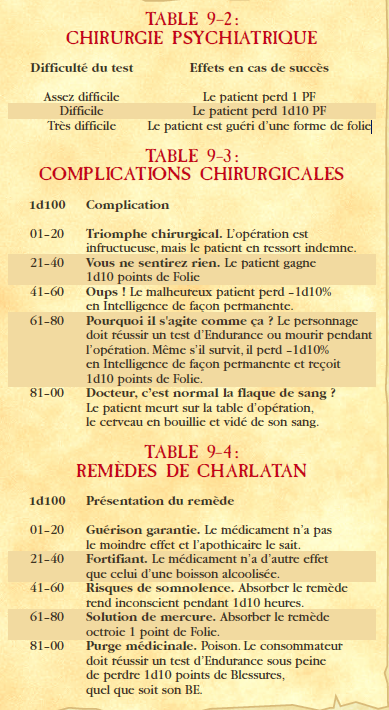 TABLE 9-2 :
CHIRURGIE PSYCHIATRIQUE
Difficulté du test Effets en cas de succès
Assez difficile Le patient perd 1 PF
Difficile Le patient perd 1d10 PF
Très difficile Le patient est guéri d'une forme de folie
TABLE 9-3 :
COMPLICATIONS CHIRURGICALES
1d100 Complication
01-20 Triomphe chirurgical. L'opération est
infructueuse, mais le patient en ressort indemne.
21-40 Vous ne sentirez rien. Le patient gagne
1d10 points de Folie
41-60 Oups ! Le malheureux patient perd -1d10%
en Intelligence de façon permanente.
61-80 Pourquoi il s'agite comme ça ? Le personnage
doit réussir un test d'Endurance ou mourir pendant
l'opération. Même s'il survit, il perd -1d10%
en Intelligence de façon permanente et reçoit
1d10 points de Folie.
81-00 Docteur, c'est normal la flaque de sang ?
Le patient meurt sur la table d'opération,
le cerveau en bouillie et vidé de son sang.
TABLE 9-4 :
REMÈDES DE CHARLATAN
1d100 Présentation du remède
01-20 Guérison garantie. Le médicament n'a pas
le moindre effet et l'apothicaire le sait.
21-40 Fortifiant. Le médicament n'a d'autre effet
que celui d'une boisson alcoolisée.
41-60 Risques de somnolence. Absorber le remède
rend inconscient pendant 1d10 heures.
61-80 Solution de mercure. Absorber le remède
octroie 1 point de Folie.
81-00 Purge médicinale. Poison. Le consommateur
doit réussir un test d'Endurance sous peine
de perdre 1d10 points de Blessures,
quel que soit son BE.